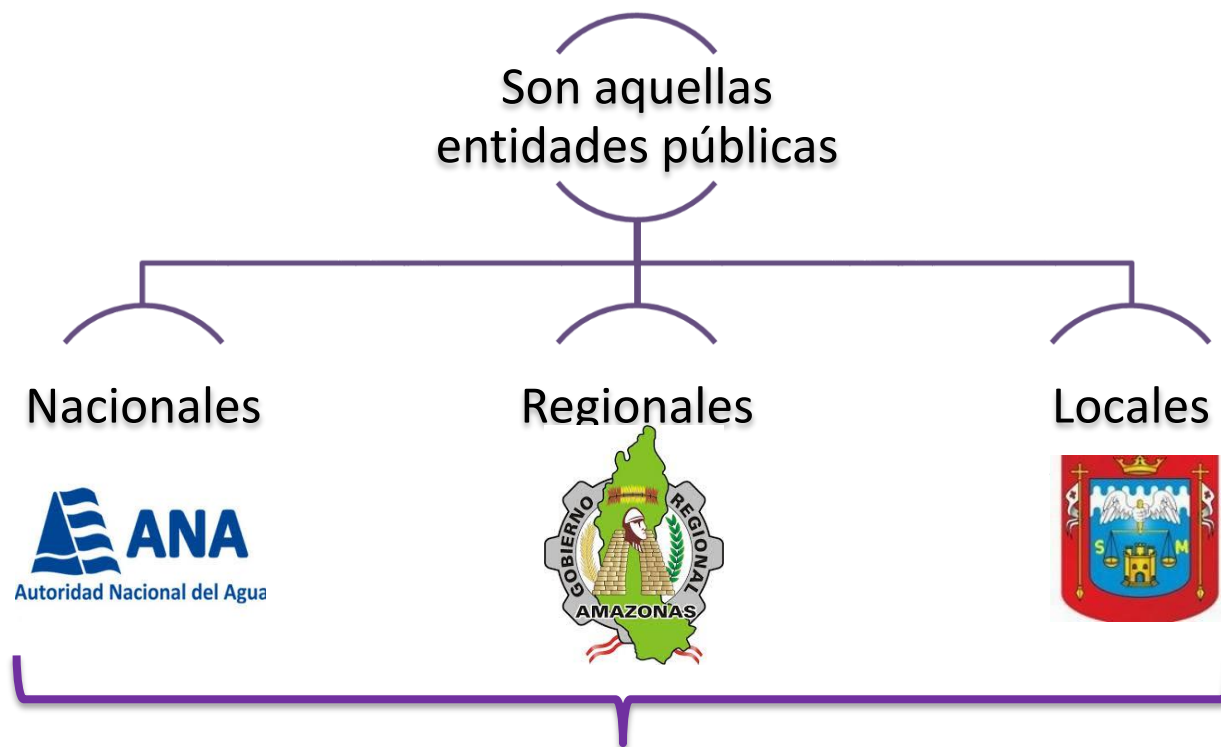 Son aquellas
entidades públicas
Nacionales
Regionales
Locales
ANA
Autoridad Nacional del Agua
GOBIERNO REGIONAL
AMAZONAS
S M